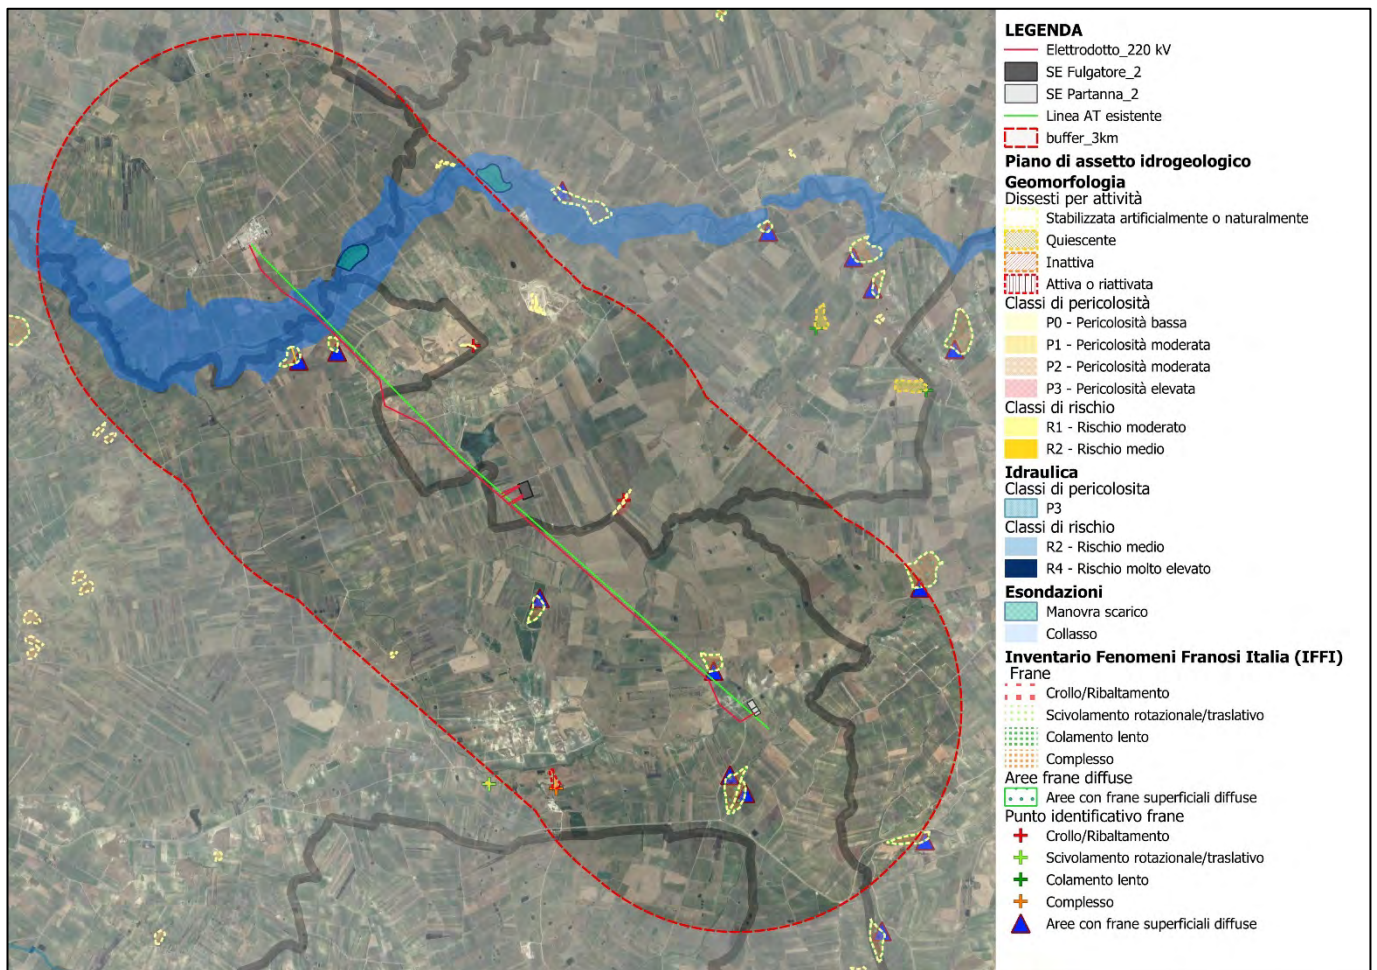 LEGENDA
Elettrodotto_220 kV
SE Fulgatore_2
SE Partanna_2
Linea AT esistente
buffer_3km
Piano di assetto idrogeologico
Geomorfologia
Dissesti per attività
Stabilizzata artificialmente o naturalmente
Quiescente
Inattiva
Attiva o riattivata
Classi di pericolosità
P0 - Pericolosità bassa
P1 - Pericolosità moderata
P2 - Pericolosità moderata
P3 - Pericolosità elevata
Classi di rischio
R1 - Rischio moderato
R2 - Rischio medio
Idraulica
Classi di pericolosita
P3
Classi di rischio
R2 - Rischio medio
R4 - Rischio molto elevato
Esondazioni
Manovra scarico
Collasso
Inventario Fenomeni Franosi Italia (IFFI)
Frane
Crollo/Ribaltamento
Scivolamento rotazionale/traslativo
Colamento lento
Complesso
Aree frane diffuse
Aree con frane superficiali diffuse
Punto identificativo frane
Crollo/Ribaltamento
Scivolamento rotazionale/traslativo
Colamento lento
Complesso
Aree con frane superficiali diffuse